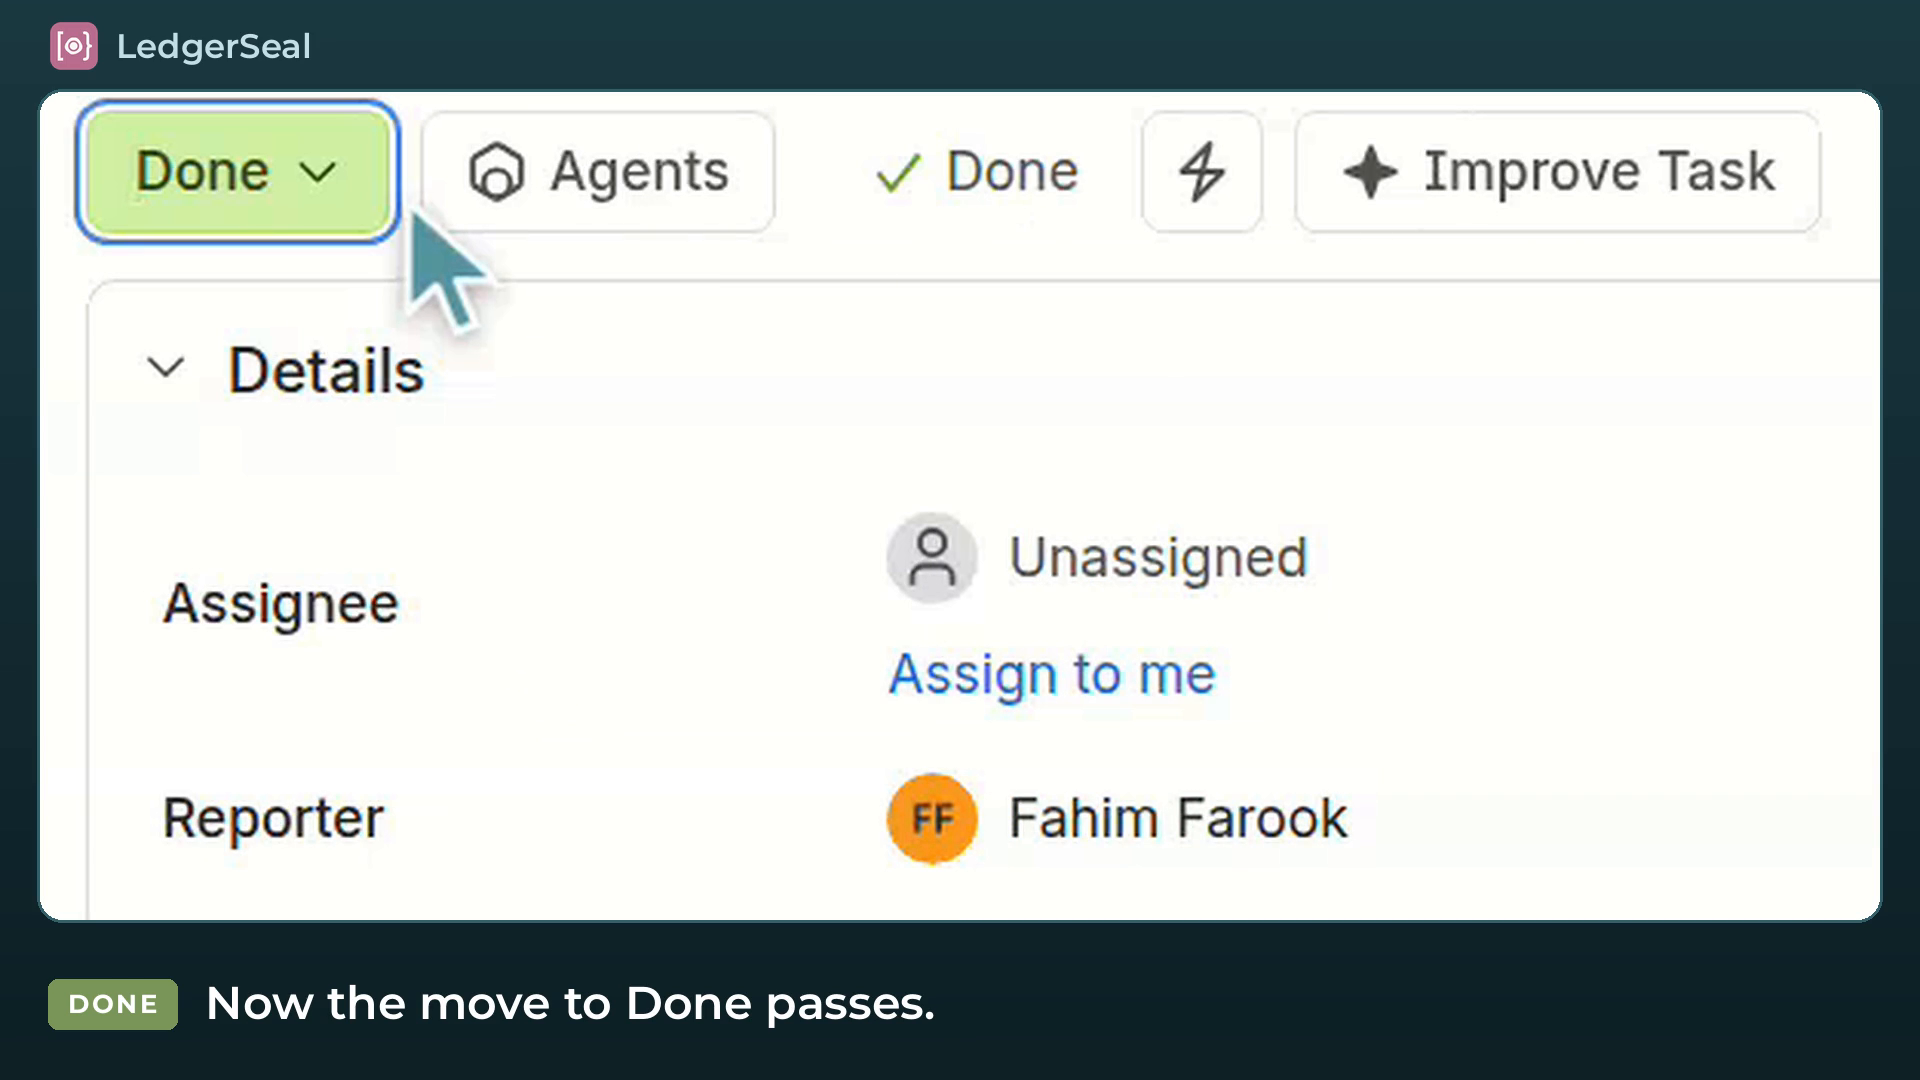 LedgerSeal
Done Agents Done Improve Task
Details
Assignee
Unassigned
Assign to me
Reporter
FF Fahim Farook
DONE Now the move to Done passes.